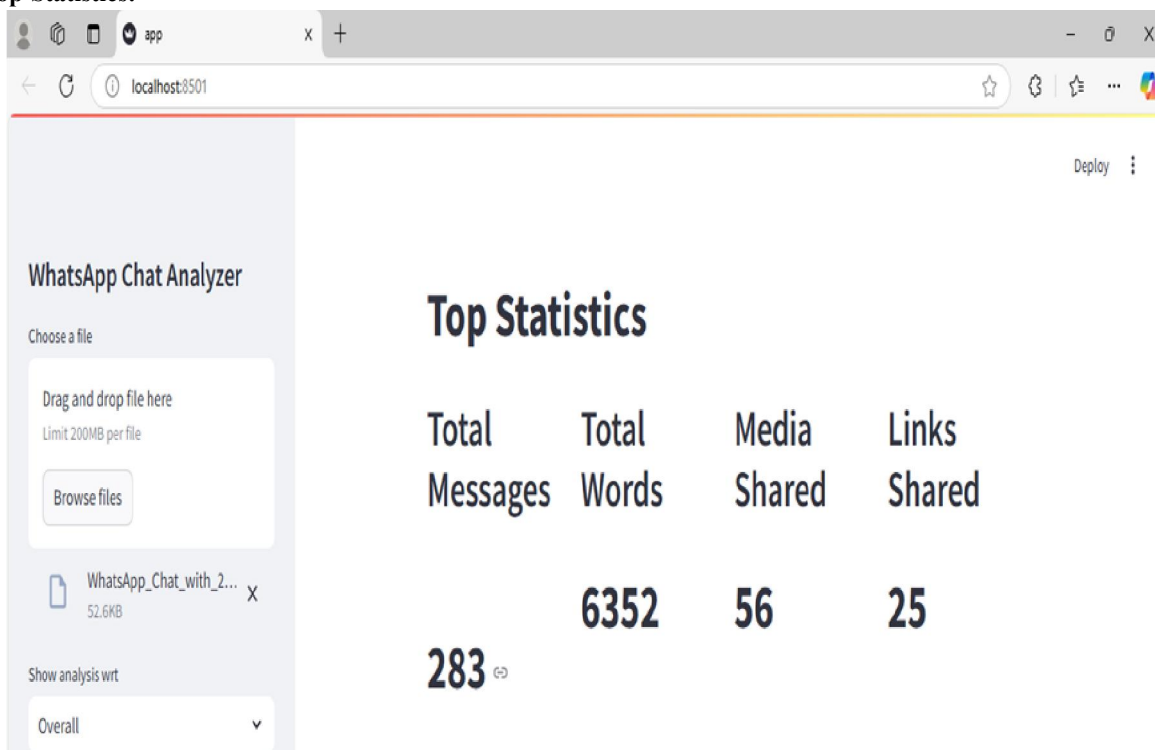 op Statistics.
app
localhost:8501
Deploy
WhatsApp Chat Analyzer
Choose a file
Drag and drop file here
Limit 200MB per file
Browse files
WhatsApp_Chat_with_2...
52.6KB
Show analysis wrt
Overall
Top Statistics
Total Messages
Total Words
Media Shared
Links Shared
283
6352
56
25